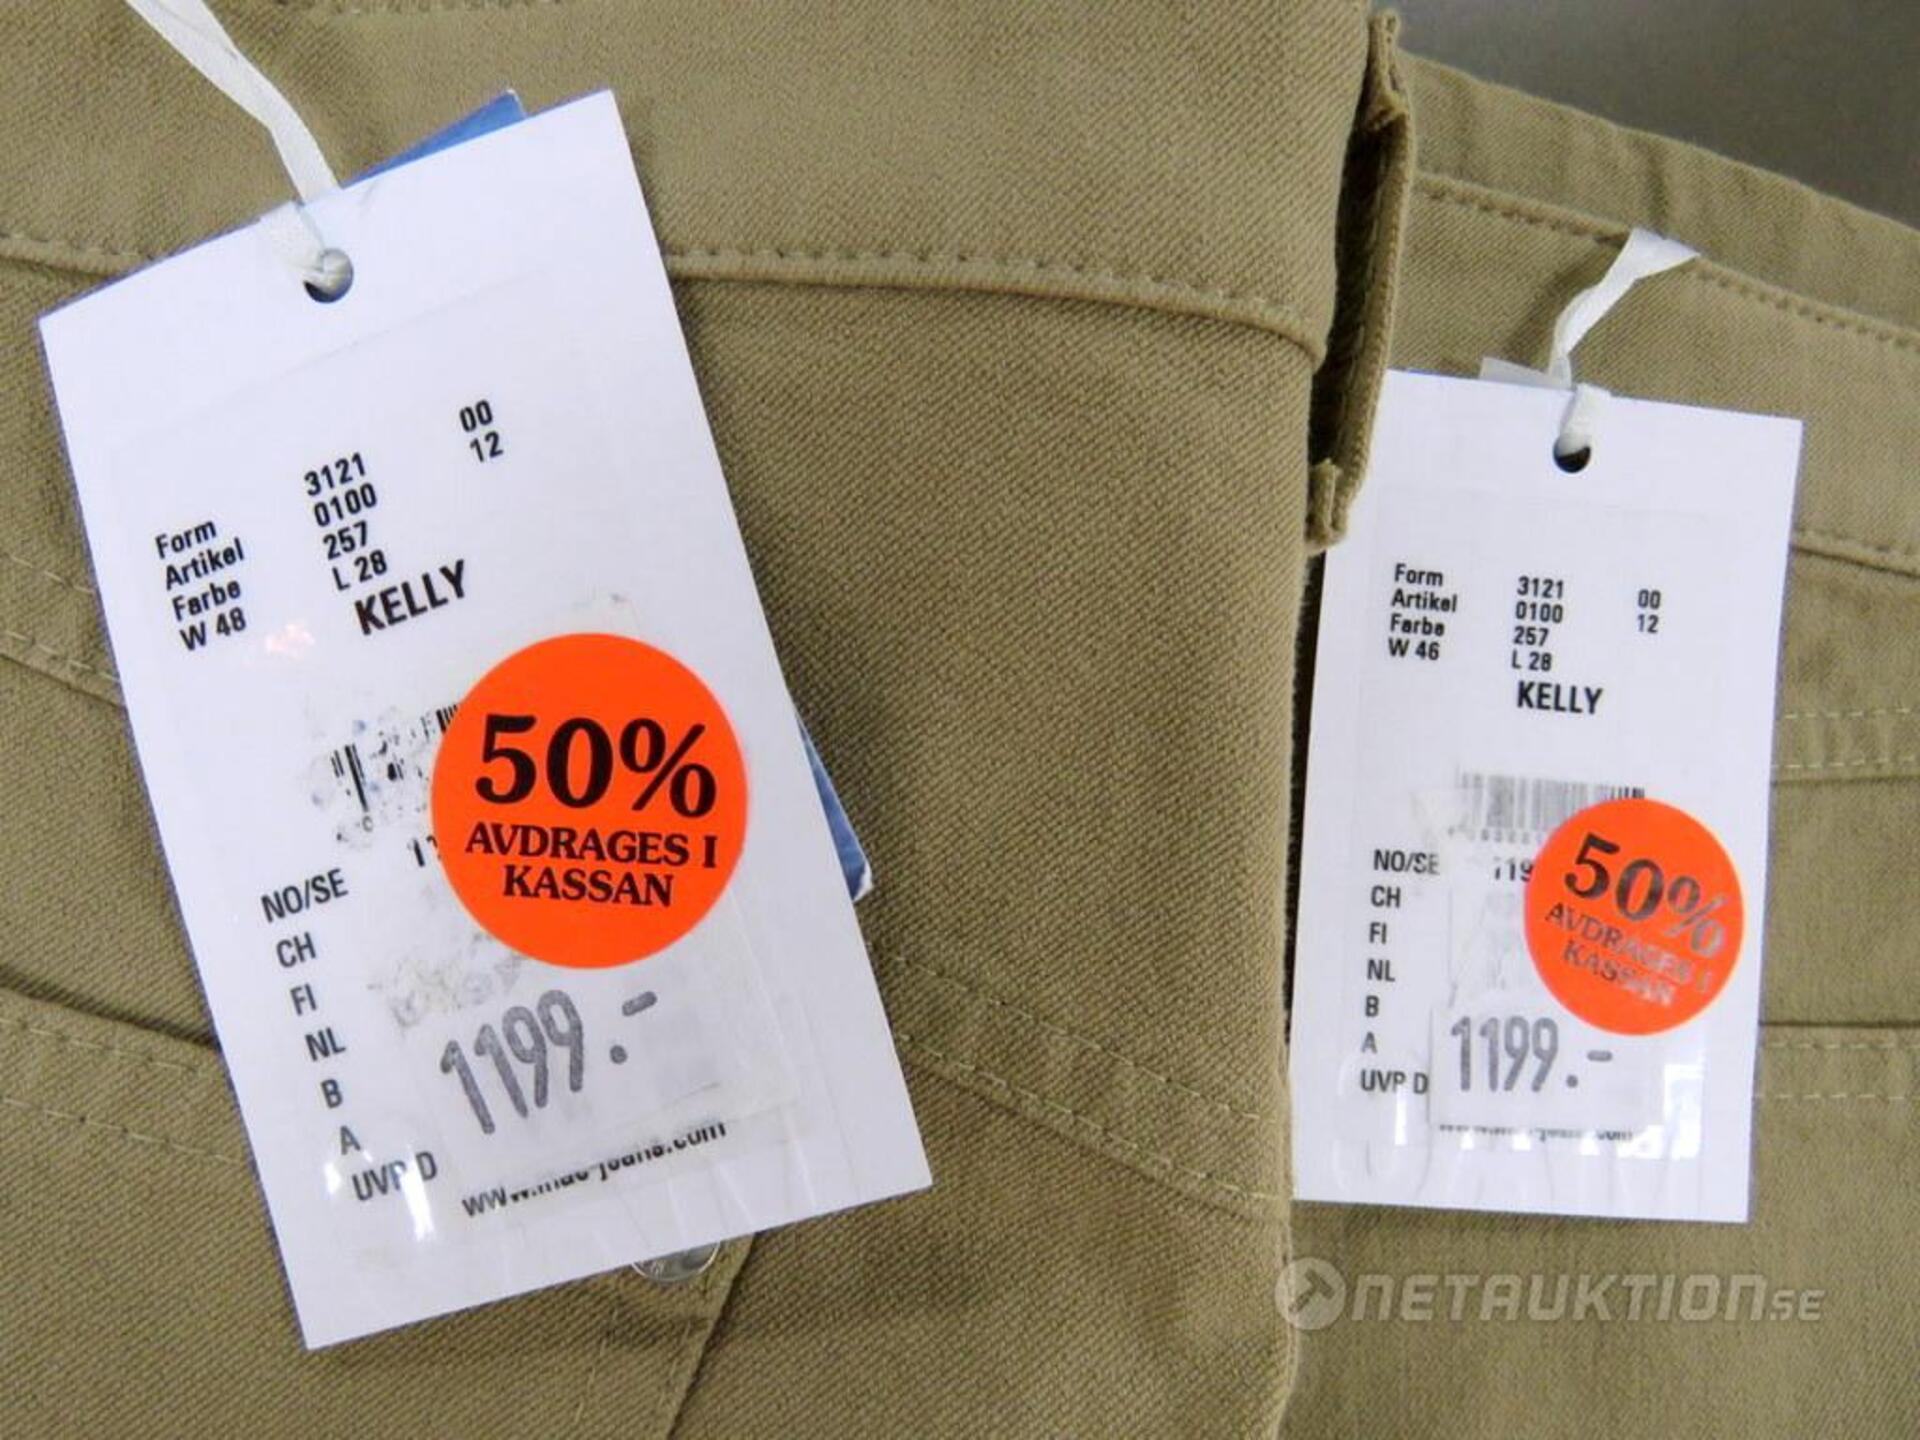 00
3121 12
Form 0100
Artikel 257
Farbe L 28
W 48 KELLY
50%
AVDRAGES I
KASSAN
NO/SE
CH
FI
NL
B
A
UVP D
1199.-
Form 3121 00
Artikel 0100 12
Farbe 257
W 46 L 28
KELLY
NO/SE
CH
FI
NL
B
A
UVP D
50%
AVDRAGES I
KASSAN
1199.-
NETAUKTION.SE